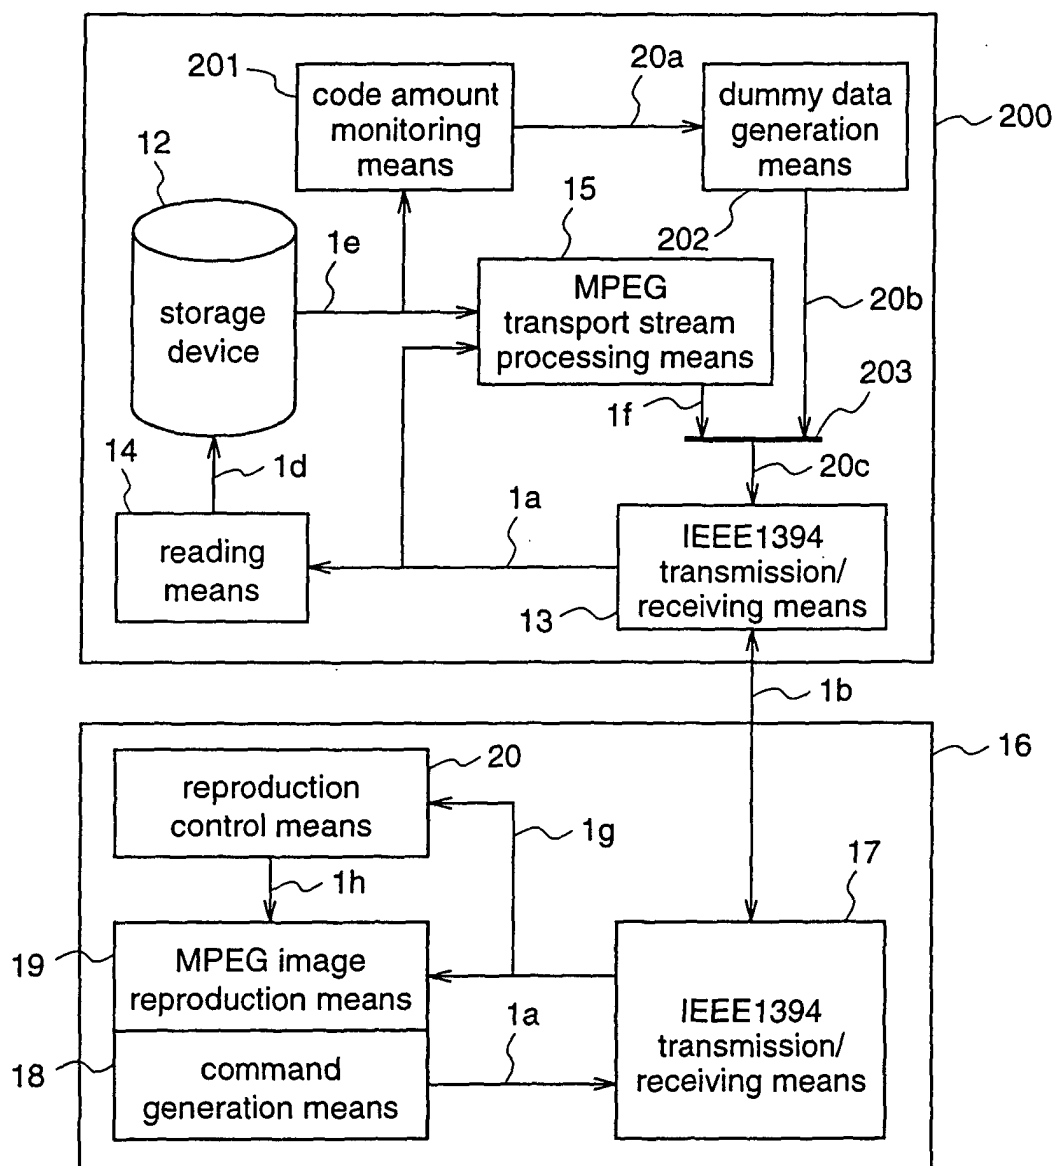 201
code amount
monitoring
means
20a
dummy data
generation
means
200
12
15
202
1e
storage
device
MPEG
transport stream
processing means
20b
203
1f
20c
14
1d
1a
reading
means
IEEE1394
transmission/
receiving means
13
1b
16
20
reproduction
control means
1g
17
1h
19
MPEG image
reproduction means
1a
IEEE1394
transmission/
receiving means
18
command
generation means